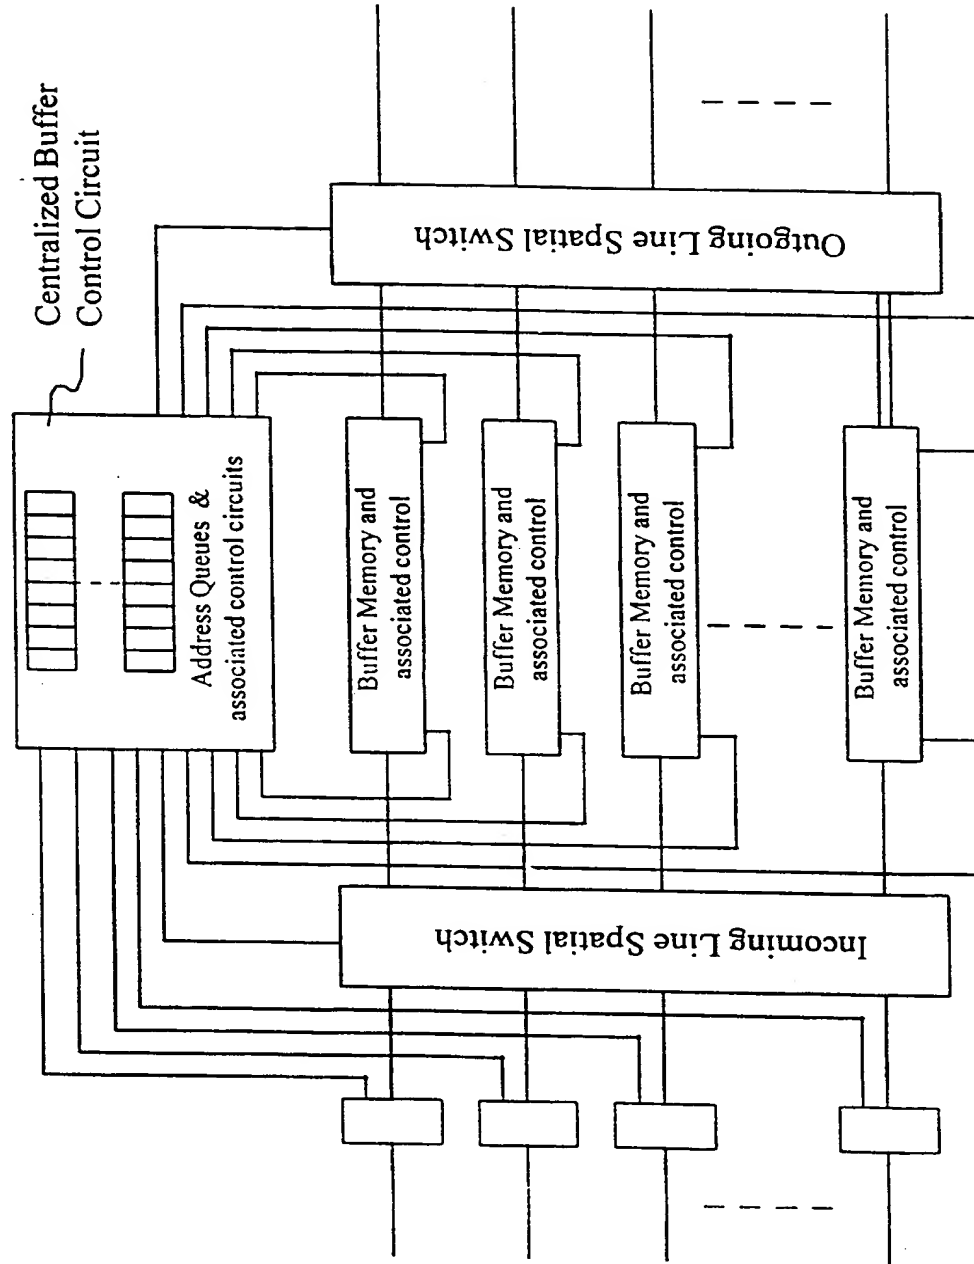 Centralized Buffer
Control Circuit
Address Queues &
associated control circuits
Buffer Memory and
associated control
Buffer Memory and
associated control
Buffer Memory and
associated control
Buffer Memory and
associated control
Incoming Line Spatial Switch
Outgoing Line Spatial Switch